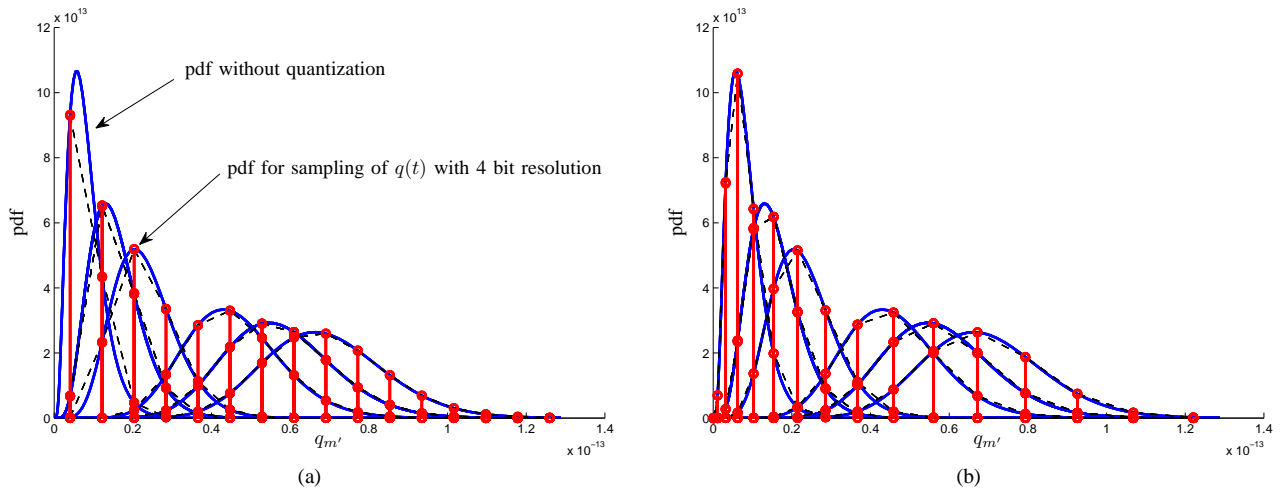 x 10^13
12
10
8
6
4
2
0
pdf
pdf without quantization
pdf for sampling of q(t) with 4 bit resolution
0 0.2 0.4 0.6 0.8 1 1.2 1.4
x 10^-13
q_{m'}
(a)
x 10^13
12
10
8
6
4
2
0
pdf
0 0.2 0.4 0.6 0.8 1 1.2 1.4
x 10^-13
q_{m'}
(b)